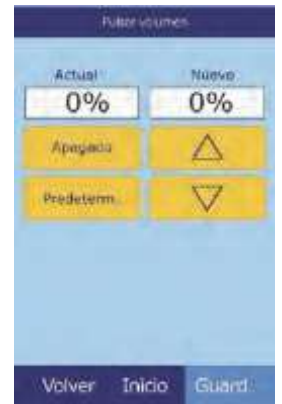 Pulsar volumen
Actual Nuevo
0% 0%
Apagado
Predeterm.
Volver Inicio Guard.